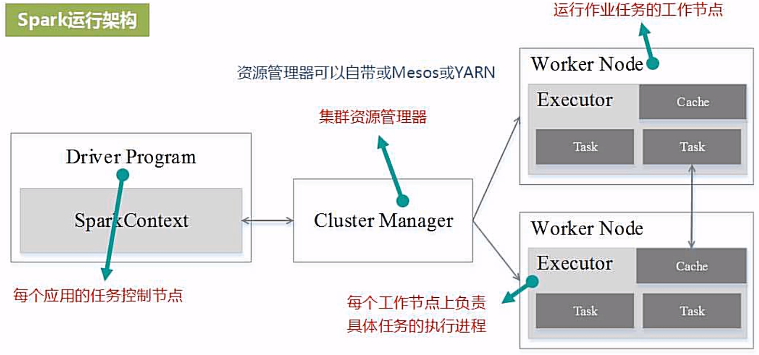 Spark运行架构
运行作业任务的工作节点
资源管理器可以自带或Mesos或YARN
集群资源管理器
Driver Program
SparkContext
每个应用的任务控制节点
Cluster Manager
Worker Node
Executor
Cache
Task
Task
Worker Node
Executor
Cache
Task
Task
每个工作节点上负责
具体任务的执行进程